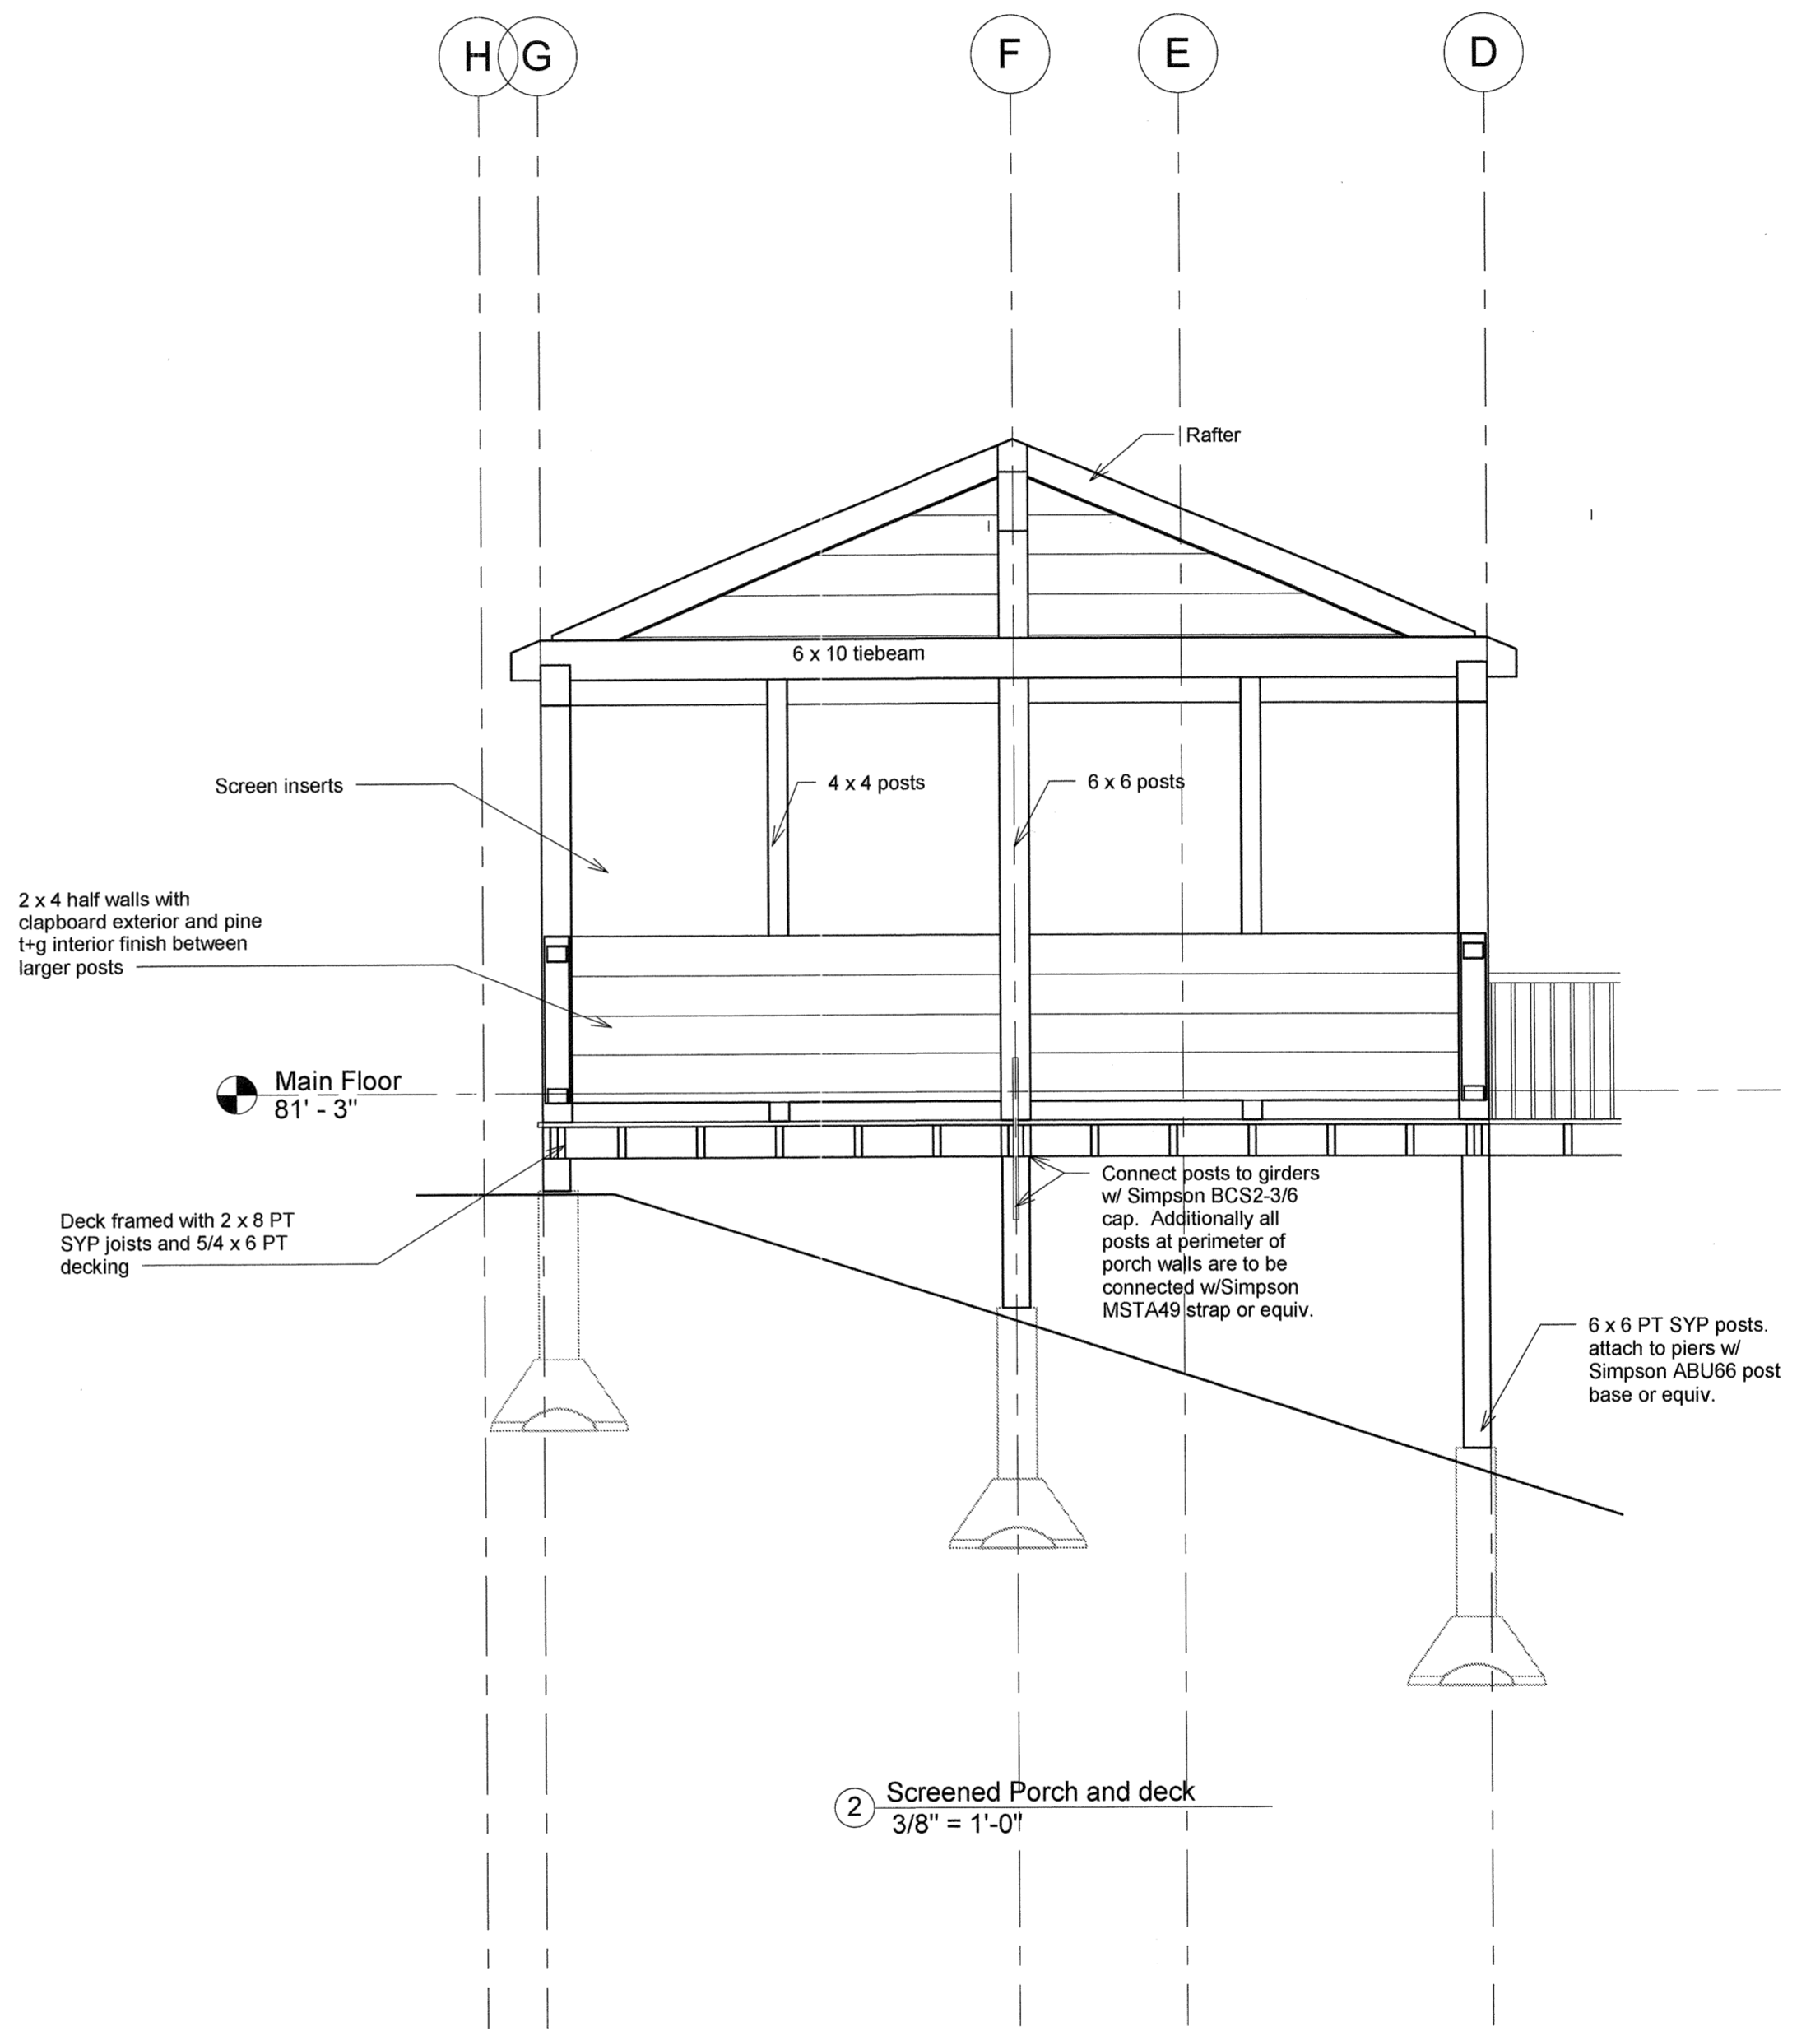 H G F E D
Rafter
6 x 10 tiebeam
Screen inserts
4 x 4 posts
6 x 6 posts
2 x 4 half walls with
clapboard exterior and pine
t+g interior finish between
larger posts
Main Floor
81' - 3"
Deck framed with 2 x 8 PT
SYP joists and 5/4 x 6 PT
decking
Connect posts to girders
w/ Simpson BCS2-3/6
cap. Additionally all
posts at perimeter of
porch walls are to be
connected w/Simpson
MSTA49 strap or equiv.
6 x 6 PT SYP posts.
attach to piers w/
Simpson ABU66 post
base or equiv.
2 Screened Porch and deck
3/8" = 1'-0"